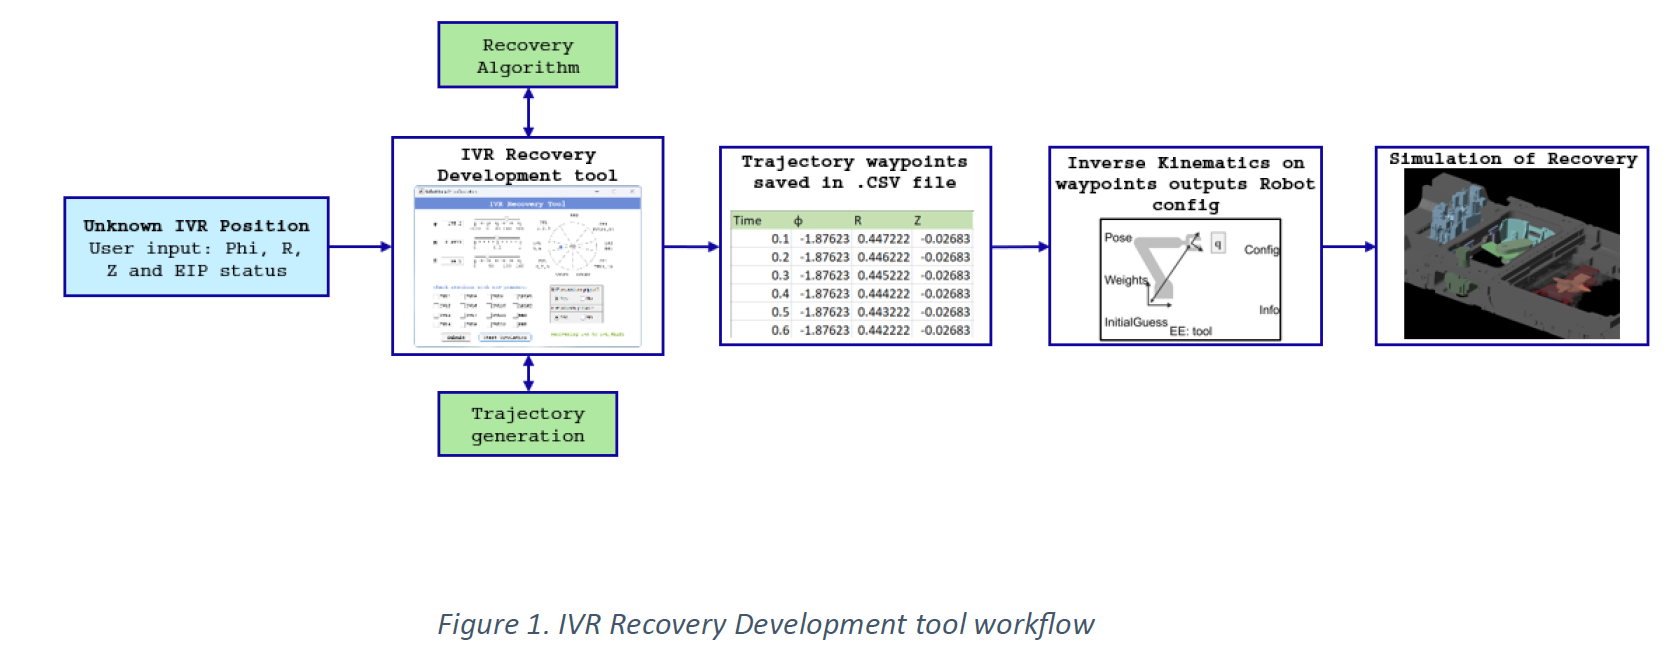 Recovery
Algorithm
IVR Recovery
Development tool
IVR Recovery Tool
Unknown IVR Position
User input: Phi, R,
Z and EIP status
Trajectory
generation
Trajectory waypoints
saved in .CSV file
Time ϕ R Z
0.1 -1.87623 0.447222 -0.02683
0.2 -1.87623 0.446222 -0.02683
0.3 -1.87623 0.445222 -0.02683
0.4 -1.87623 0.444222 -0.02683
0.5 -1.87623 0.443222 -0.02683
0.6 -1.87623 0.442222 -0.02683
Inverse Kinematics on
waypoints outputs Robot
config
Pose
q
Config
Weights
Info
InitialGuess
EE: tool
Simulation of Recovery
Figure 1. IVR Recovery Development tool workflow